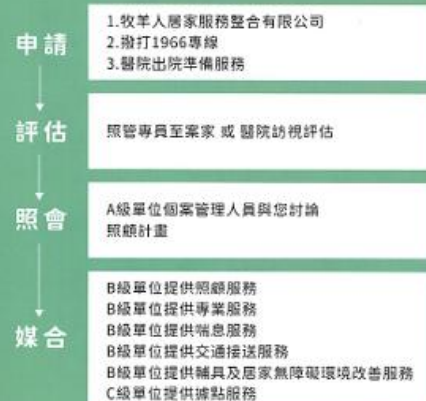 申請
1.牧羊人居家服務整合有限公司
2.撥打1966專線
3.醫院出院準備服務
評估
照管專員至案家 或 醫院訪視評估
照會
A級單位個案管理人員與您討論
照顧計畫
媒合
B級單位提供照顧服務
B級單位提供專業服務
B級單位提供喘息服務
B級單位提供交通接送服務
B級單位提供輔具及居家無障礙環境改善服務
C級單位提供據點服務